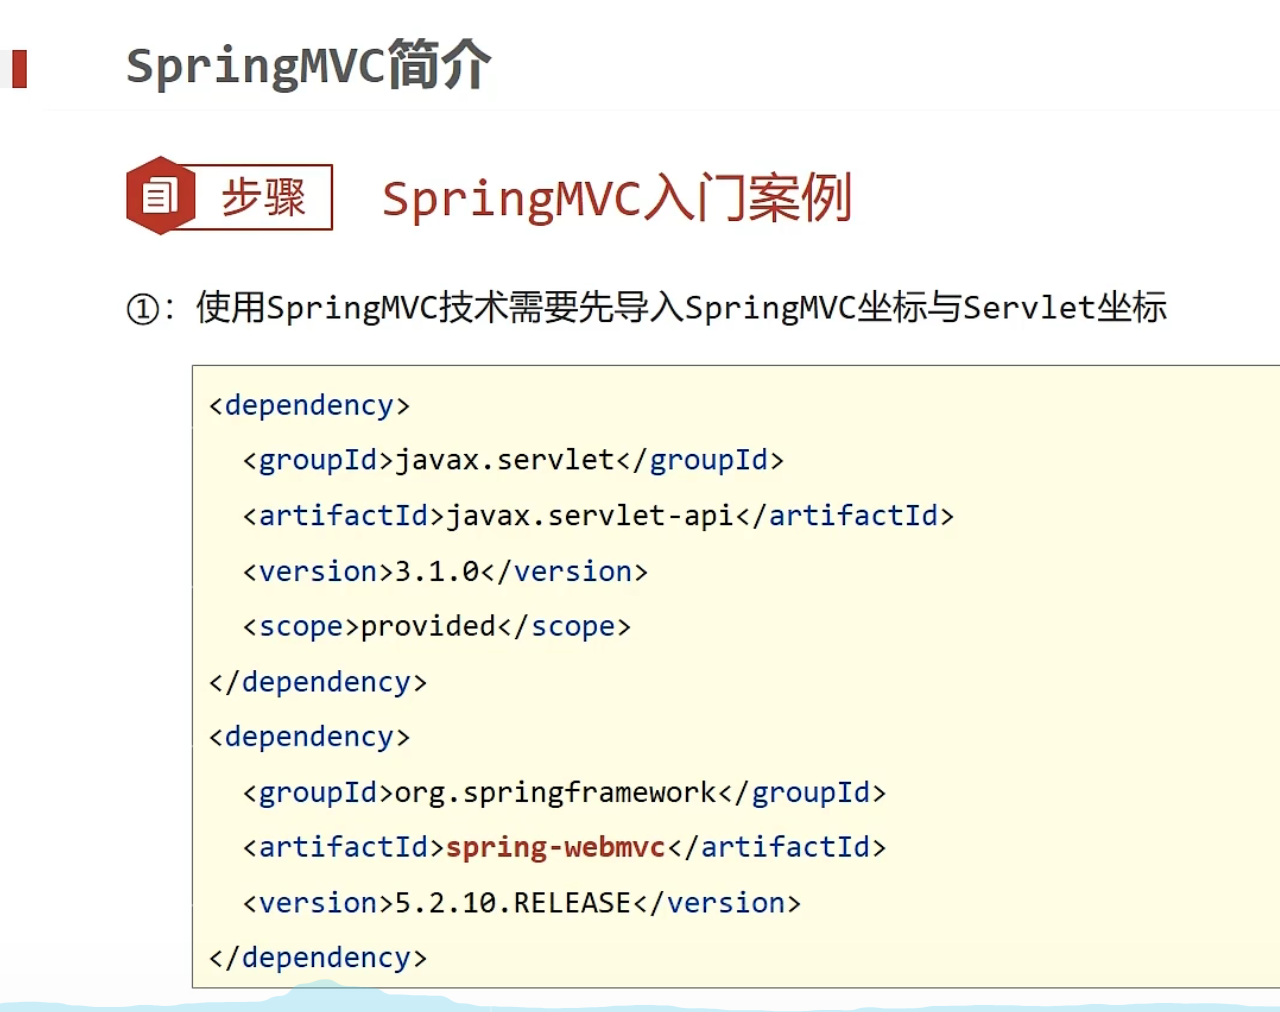 SpringMVC简介
步骤
SpringMVC入门案例
①：使用SpringMVC技术需要先导入SpringMVC坐标与Servlet坐标
<dependency>
  <groupId>javax.servlet</groupId>
  <artifactId>javax.servlet-api</artifactId>
  <version>3.1.0</version>
  <scope>provided</scope>
</dependency>
<dependency>
  <groupId>org.springframework</groupId>
  <artifactId>spring-webmvc</artifactId>
  <version>5.2.10.RELEASE</version>
</dependency>